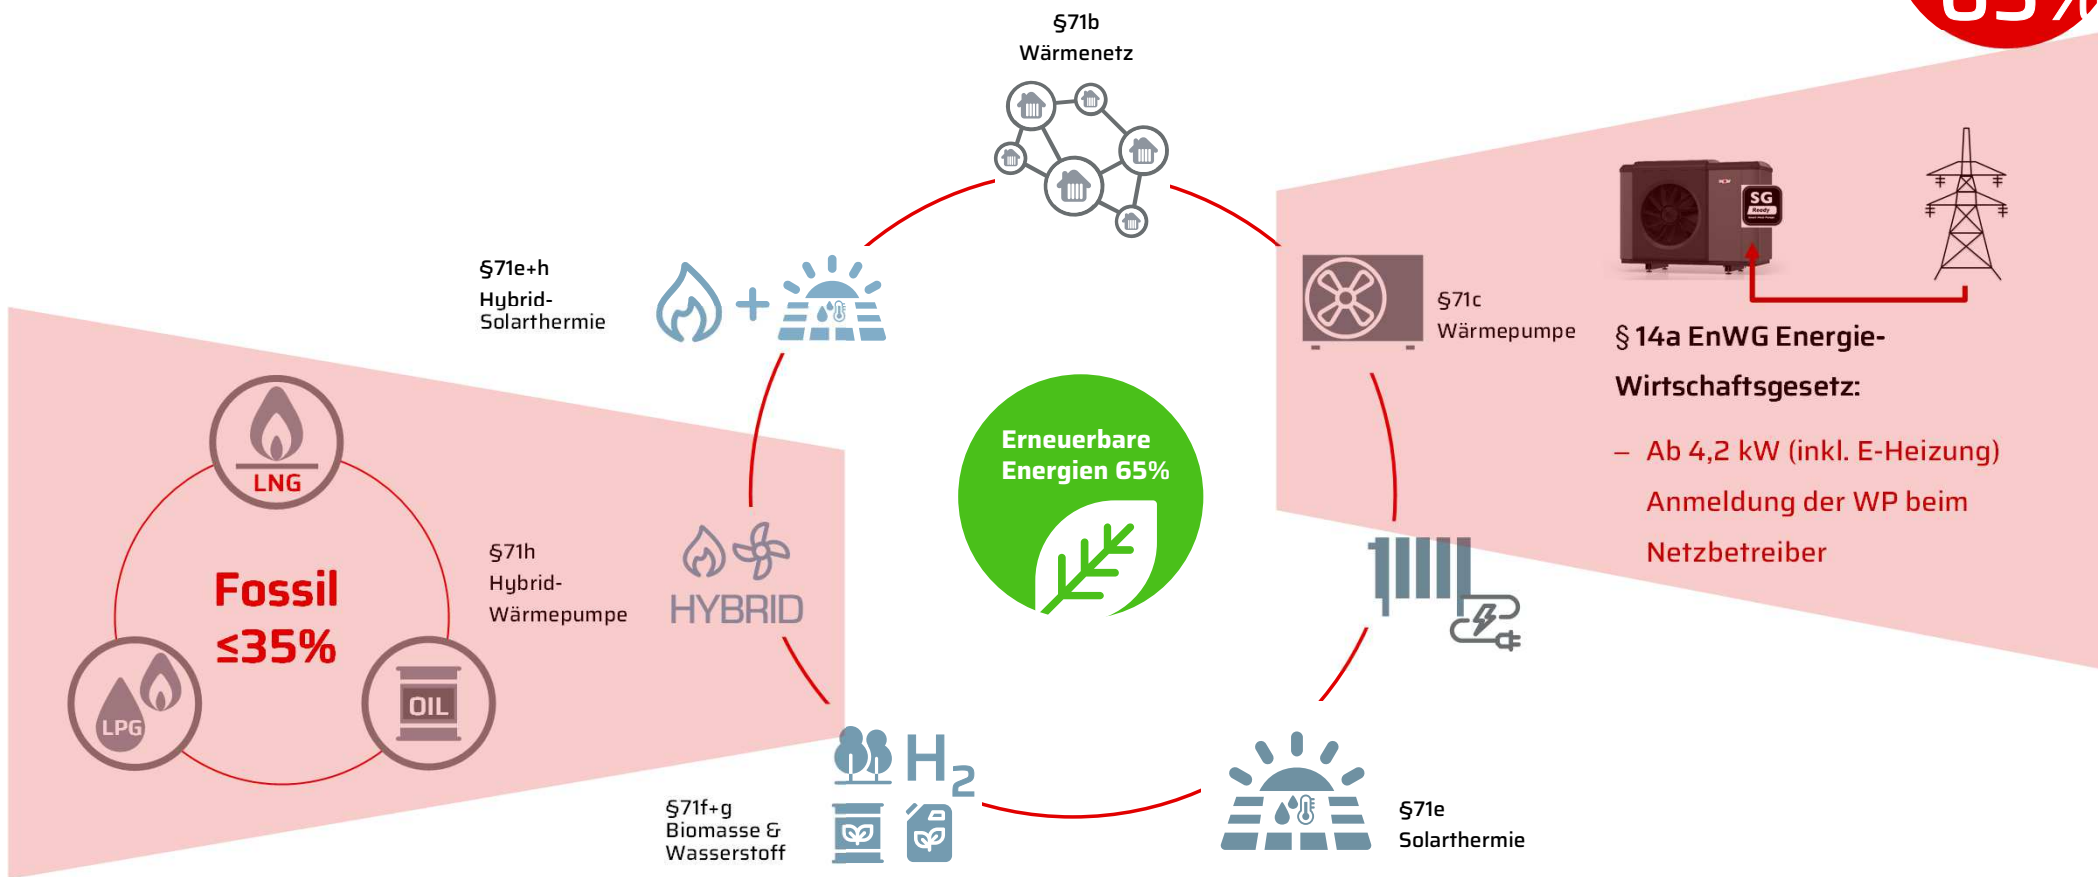 65%
§71b
Wärmenetz
§71e+h
Hybrid-
Solarthermie
SG
Ready
§71c
Wärmepumpe
§ 14a EnWG Energie-
Wirtschaftsgesetz:
– Ab 4,2 kW (inkl. E-Heizung)
Anmeldung der WP beim
Netzbetreiber
Erneuerbare
Energien 65%
LNG
Fossil
≤35%
LPG
OIL
§71h
Hybrid-
Wärmepumpe
HYBRID
H2
§71f+g
Biomasse &
Wasserstoff
§71e
Solarthermie